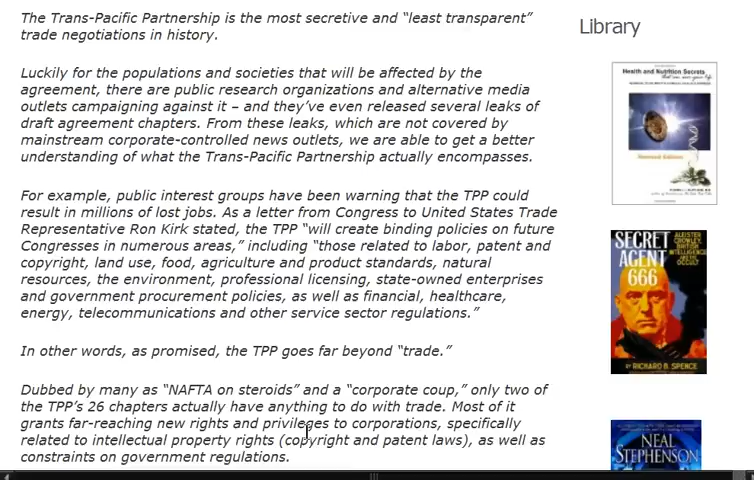 The Trans-Pacific Partnership is the most secretive and “least transparent”
trade negotiations in history.
Luckily for the populations and societies that will be affected by the
agreement, there are public research organizations and alternative media
outlets campaigning against it – and they’ve even released several leaks of
draft agreement chapters. From these leaks, which are not covered by
mainstream corporate-controlled news outlets, we are able to get a better
understanding of what the Trans-Pacific Partnership actually encompasses.
For example, public interest groups have been warning that the TPP could
result in millions of lost jobs. As a letter from Congress to United States Trade
Representative Ron Kirk stated, the TPP “will create binding policies on future
Congresses in numerous areas,” including “those related to labor, patent and
copyright, land use, food, agriculture and product standards, natural
resources, the environment, professional licensing, state-owned enterprises
and government procurement policies, as well as financial, healthcare,
energy, telecommunications and other service sector regulations.”
In other words, as promised, the TPP goes far beyond “trade.”
Dubbed by many as “NAFTA on steroids” and a “corporate coup,” only two of
the TPP’s 26 chapters actually have anything to do with trade. Most of it
grants far-reaching new rights and privileges to corporations, specifically
related to intellectual property rights (copyright and patent laws), as well as
constraints on government regulations.
Library
Health and Nutrition Secrets
SECRET
AGENT
666
ALEISTER
CROWLEY,
BRITISH
INTELLIGENCE
AND THE
OCCULT
BY RICHARD B. SPENCE
NEAL
STEPHENSON